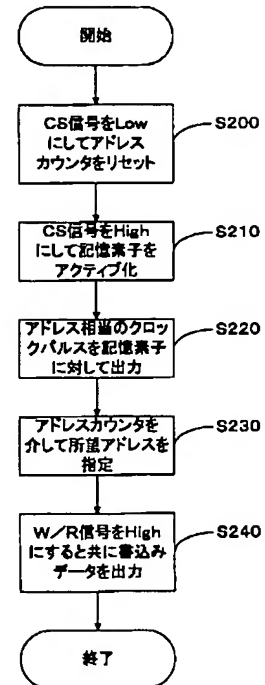 開始
CS信号をLow
にしてアドレス
カウンタをリセット
S200
CS信号をHigh
にして記憶素子を
アクティブ化
S210
アドレス相当のクロッ
クパルスを記憶素子
に対して出力
S220
アドレスカウンタを
介して所望アドレスを
指定
S230
W/R信号をHigh
にすると共に書込み
データを出力
S240
終了